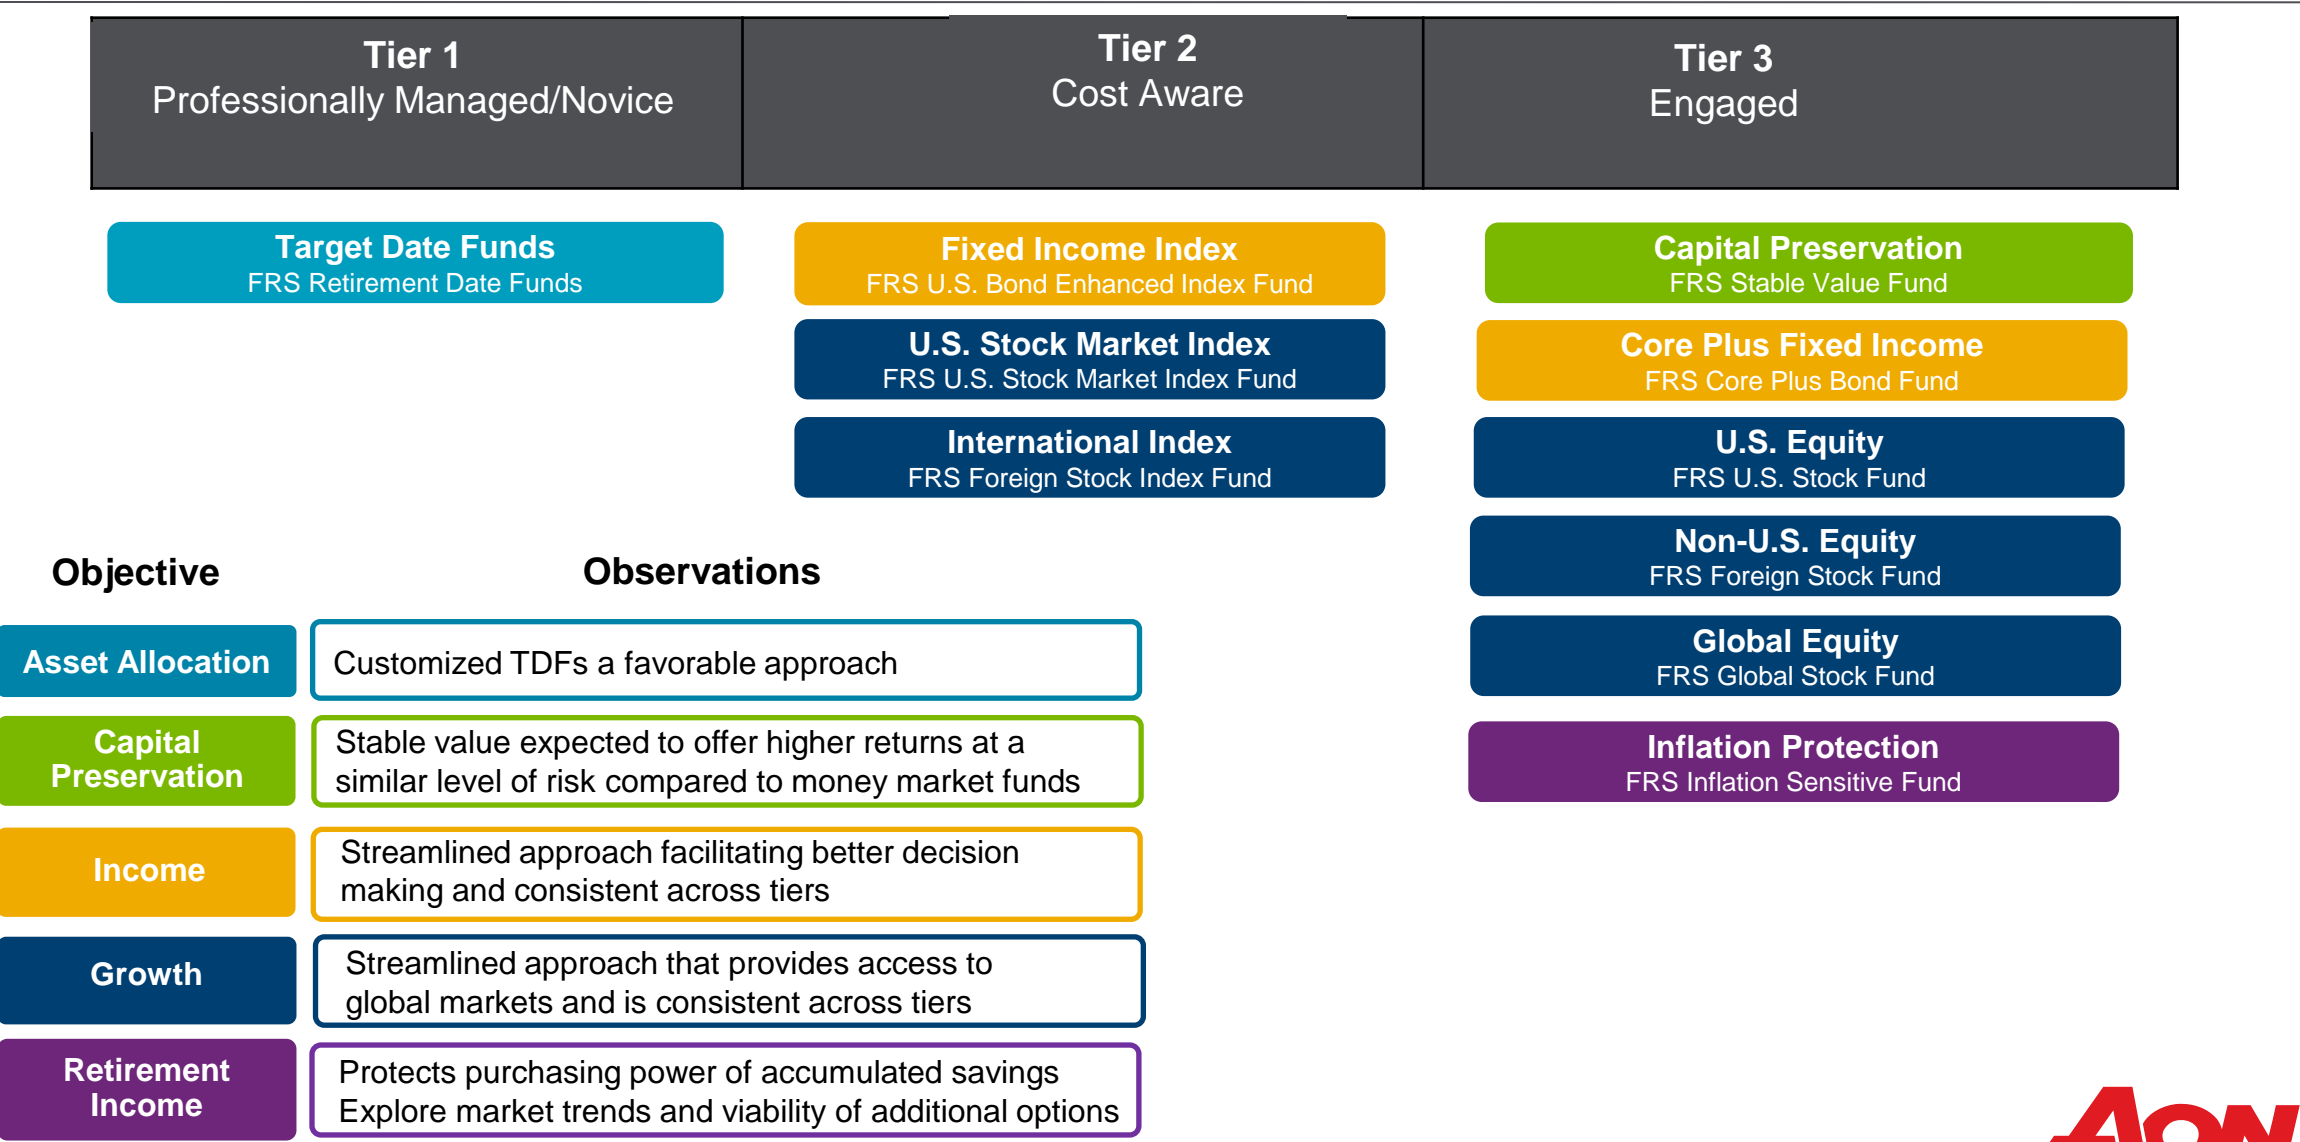 Tier 1
Professionally Managed/Novice
Tier 2
Cost Aware
Tier 3
Engaged
Target Date Funds
FRS Retirement Date Funds
Fixed Income Index
FRS U.S. Bond Enhanced Index Fund
U.S. Stock Market Index
FRS U.S. Stock Market Index Fund
International Index
FRS Foreign Stock Index Fund
Capital Preservation
FRS Stable Value Fund
Core Plus Fixed Income
FRS Core Plus Bond Fund
U.S. Equity
FRS U.S. Stock Fund
Non-U.S. Equity
FRS Foreign Stock Fund
Global Equity
FRS Global Stock Fund
Inflation Protection
FRS Inflation Sensitive Fund
Objective
Observations
Asset Allocation
Customized TDFs a favorable approach
Capital
Preservation
Stable value expected to offer higher returns at a
similar level of risk compared to money market funds
Income
Streamlined approach facilitating better decision
making and consistent across tiers
Growth
Streamlined approach that provides access to
global markets and is consistent across tiers
Retirement
Income
Protects purchasing power of accumulated savings
Explore market trends and viability of additional options
AON